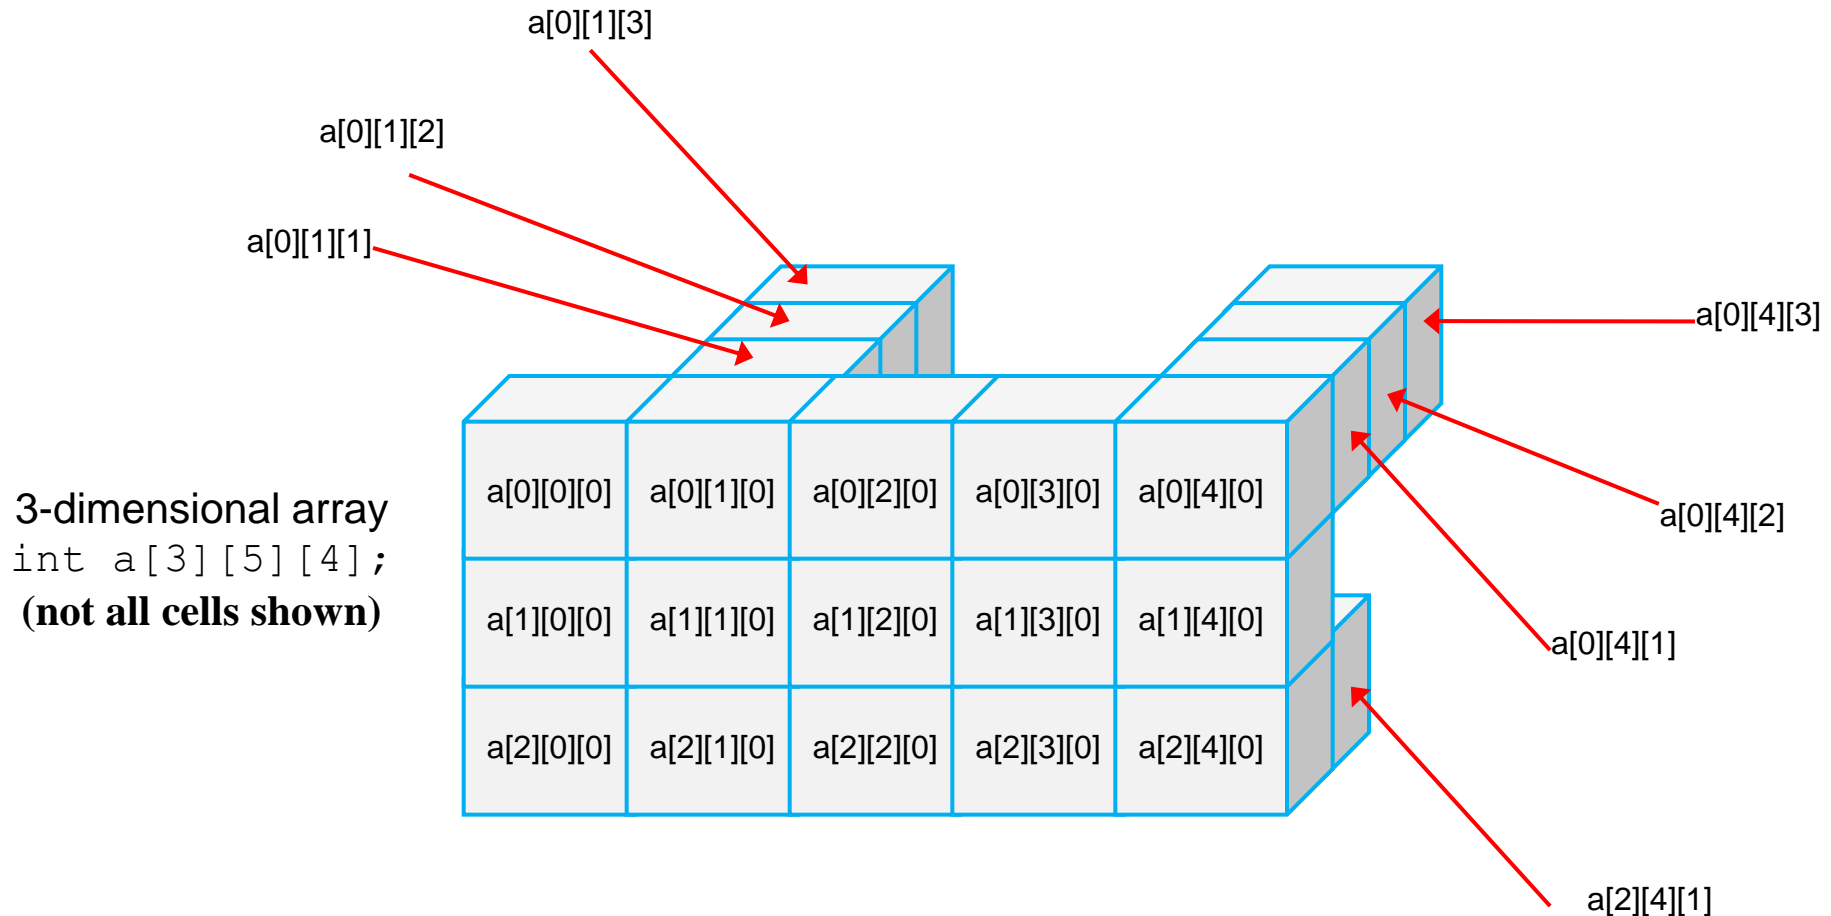 a[0][1][3]
a[0][1][2]
a[0][1][1]
a[0][4][3]
a[0][0][0] a[0][1][0] a[0][2][0] a[0][3][0] a[0][4][0]
a[0][4][2]
3-dimensional array
int a[3][5][4];
(not all cells shown)
a[1][0][0] a[1][1][0] a[1][2][0] a[1][3][0] a[1][4][0]
a[0][4][1]
a[2][0][0] a[2][1][0] a[2][2][0] a[2][3][0] a[2][4][0]
a[2][4][1]